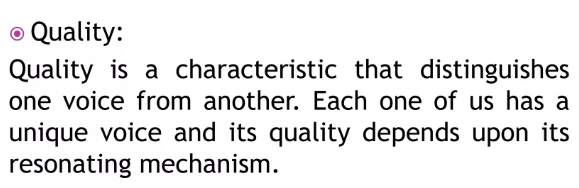 Quality:
Quality is a characteristic that distinguishes
one voice from another. Each one of us has a
unique voice and its quality depends upon its
resonating mechanism.